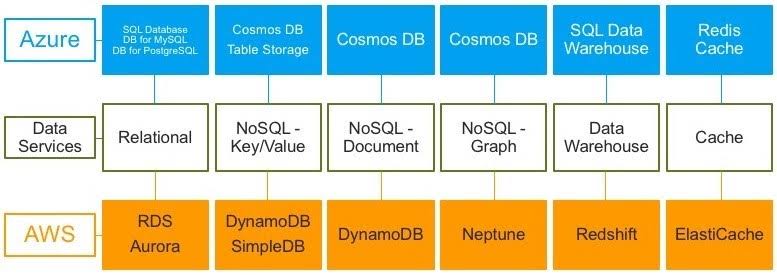 Azure
SQL Database
DB for MySQL
DB for PostgreSQL
Cosmos DB
Table Storage
Cosmos DB
Cosmos DB
SQL Data
Warehouse
Redis
Cache
Data
Services
Relational
NoSQL -
Key/Value
NoSQL -
Document
NoSQL -
Graph
Data
Warehouse
Cache
AWS
RDS
Aurora
DynamoDB
SimpleDB
DynamoDB
Neptune
Redshift
ElastiCache